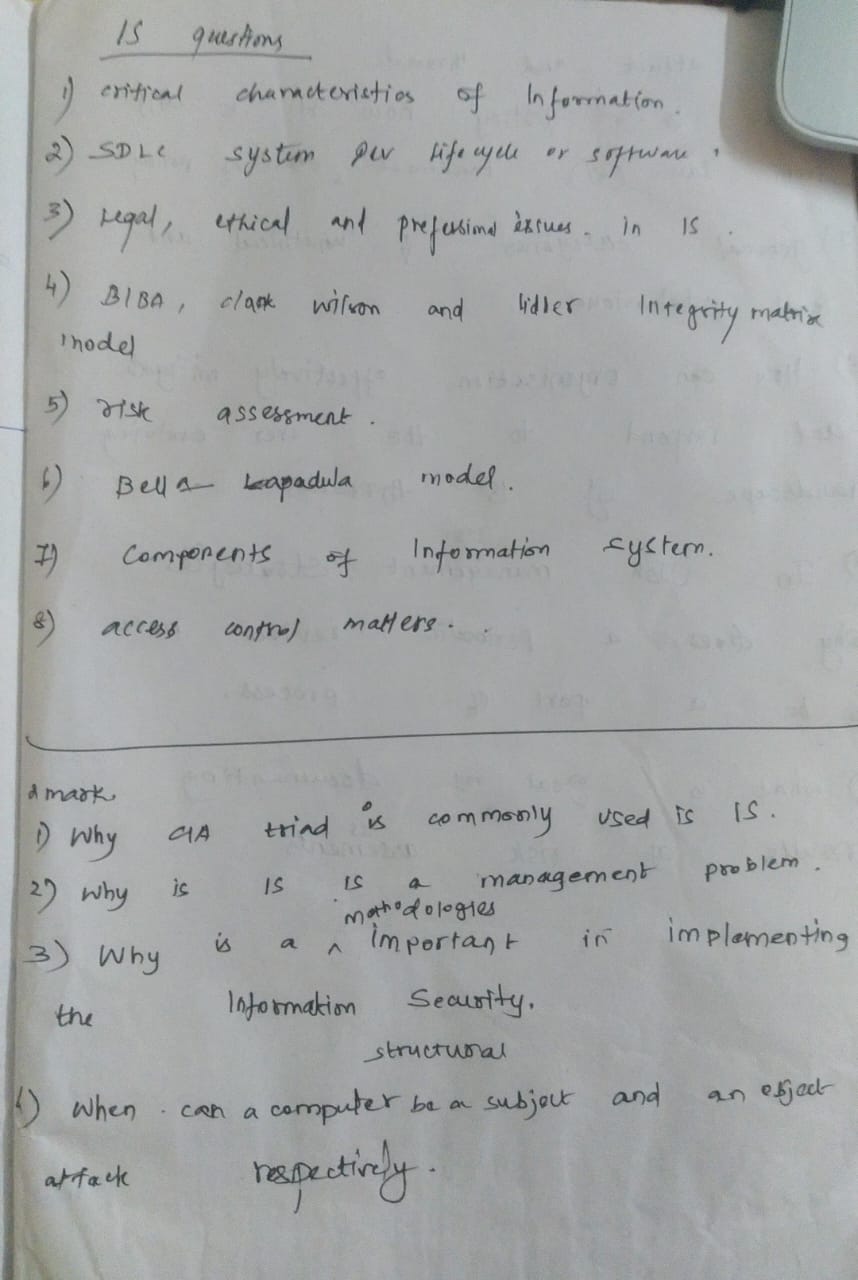 IS questions
1) critical characteristics of Information.
2) SDLC system dev life cycle or software
3) Legal, ethical and prefessional issues. in IS.
4) BIBA, clark wilson and lidler Integrity matrix
model
5) risk assessment.
6) Bella Lapadula model.
7) Components of Information system.
8) access control matters.
2 mark
1) Why CIA triad is commonly used is IS.
2) Why is IS IS a management problem.
mathodologies
3) Why is a ^ important in implementing
the Information Security.
structural
4) When can a computer be a subject and an object
attack respectively.